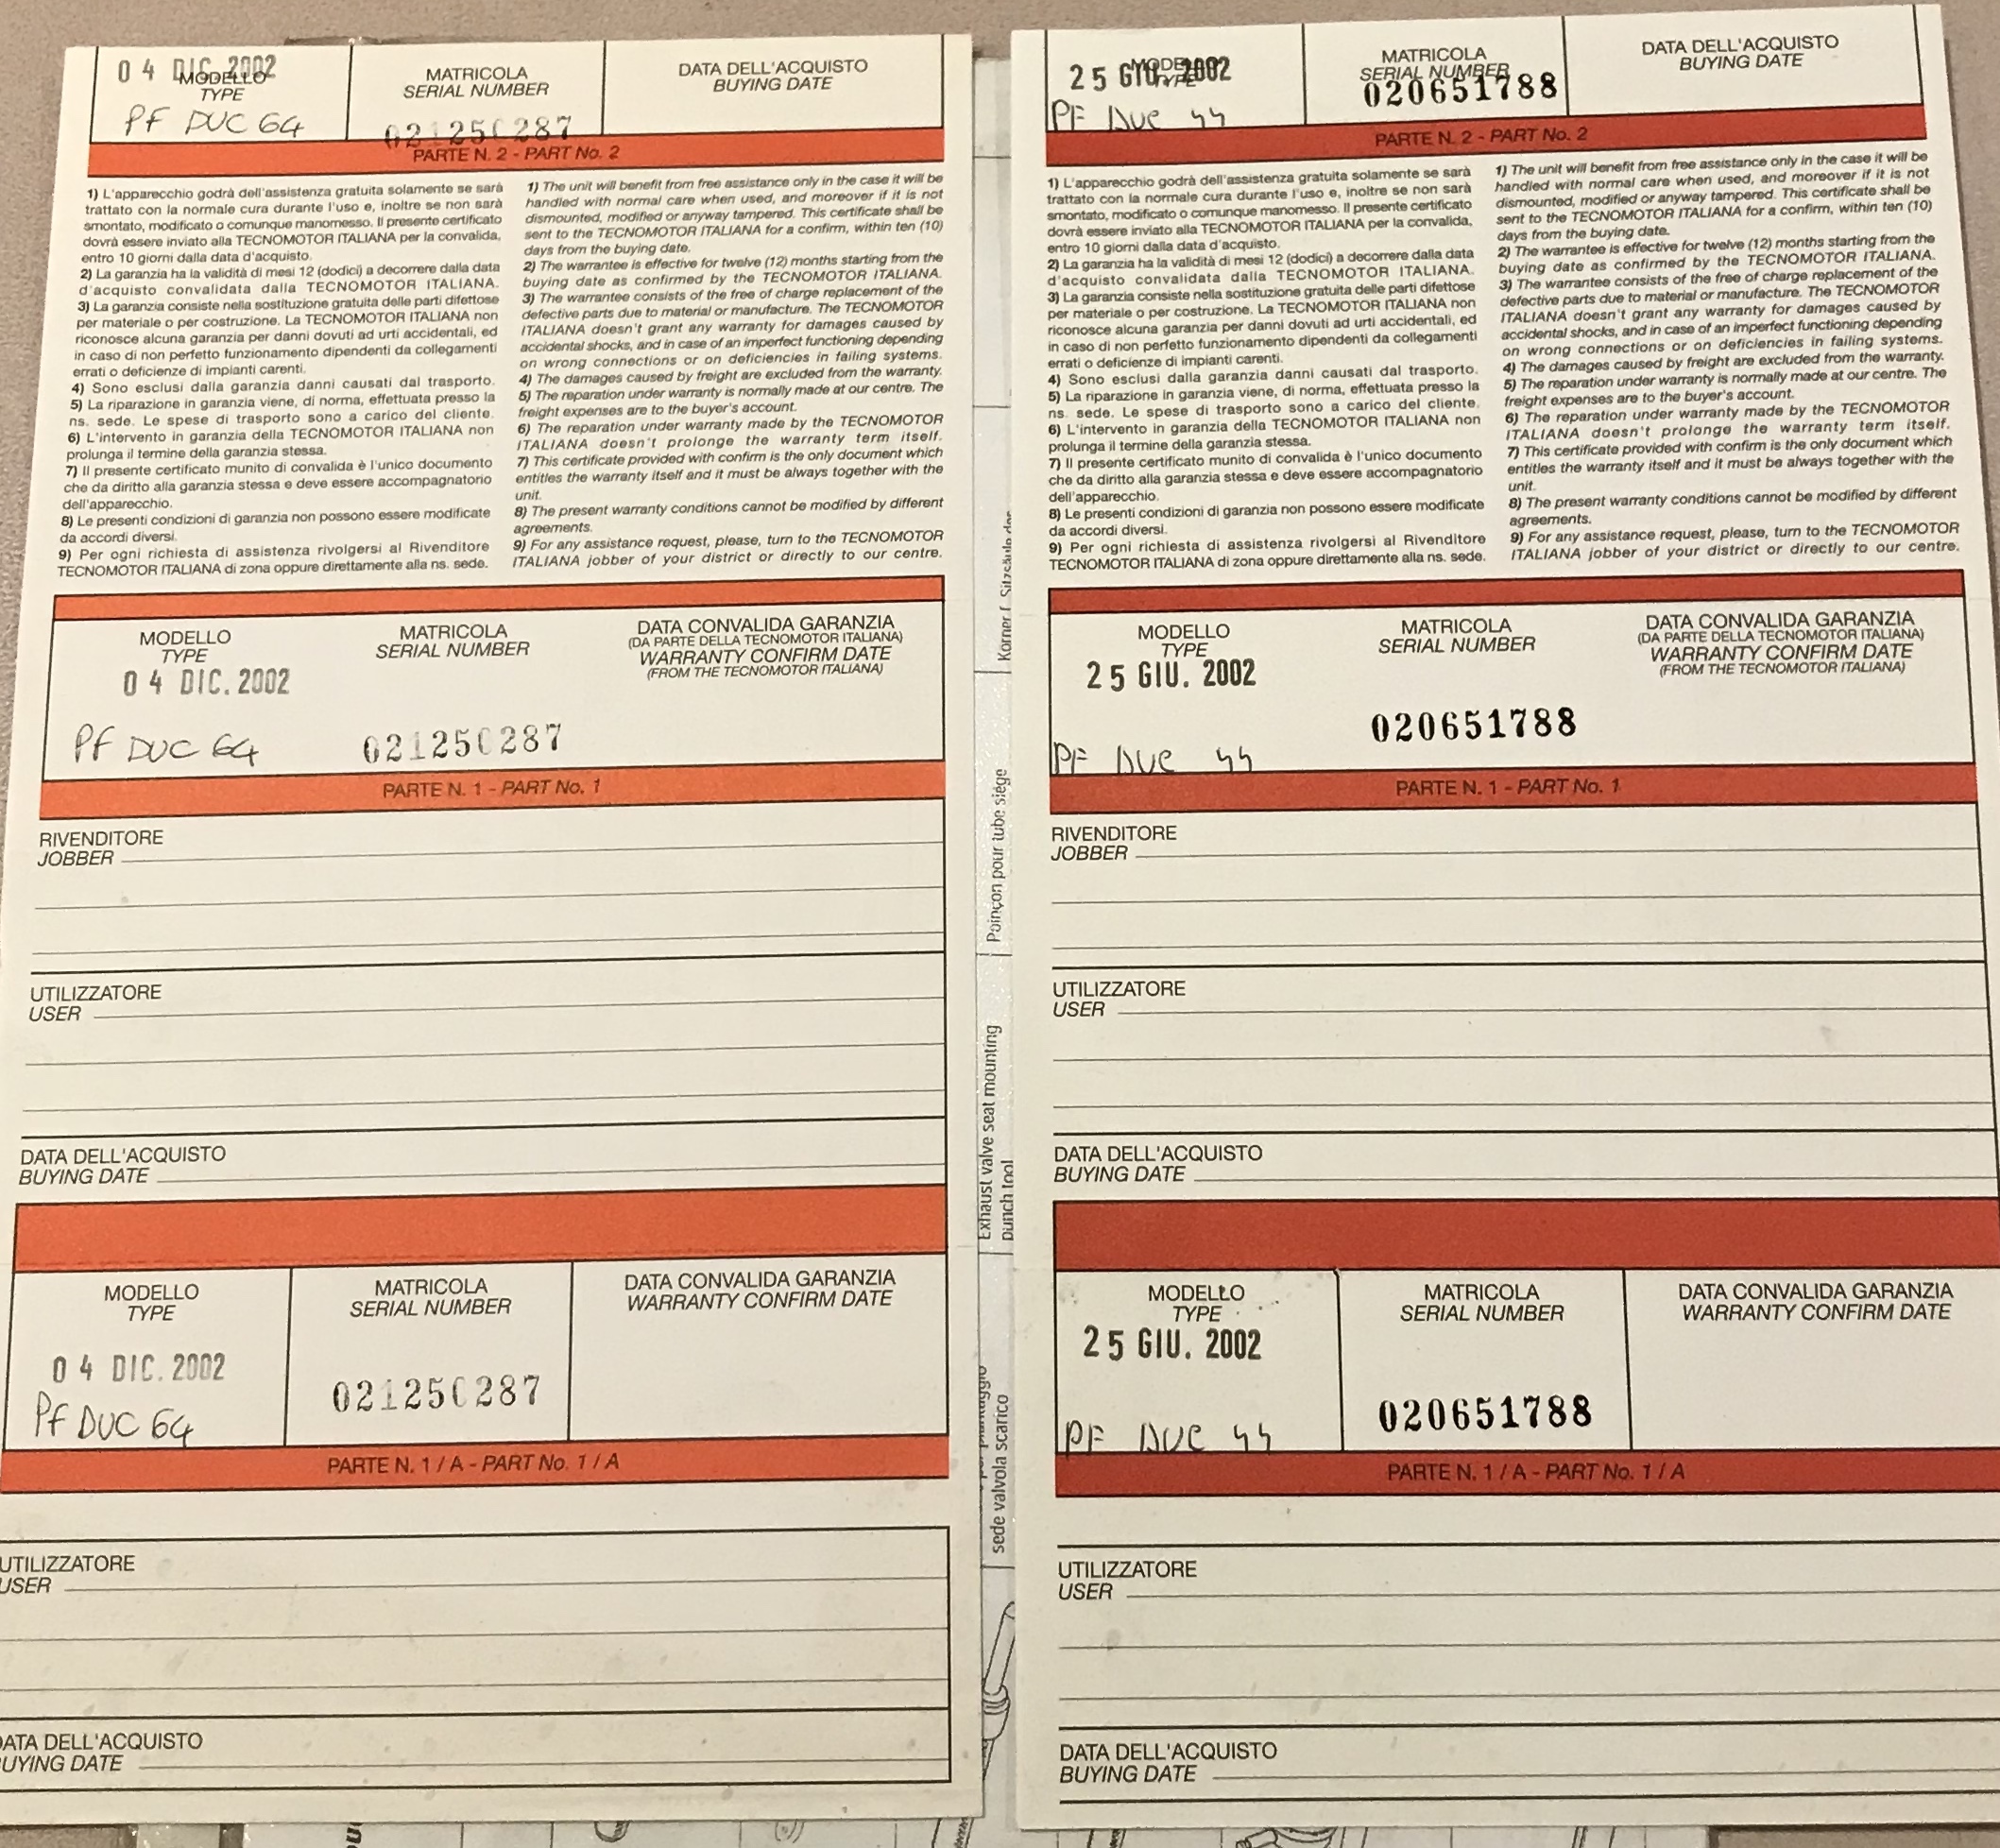 04 DIC. 2002
MODELLO
TYPE
PF DUC 64
MATRICOLA
SERIAL NUMBER
021250287
DATA DELL'ACQUISTO
BUYING DATE
PARTE N. 2 - PART No. 2
1) L'apparecchio godrà dell'assistenza gratuita solamente se sarà
trattato con la normale cura durante l'uso e, inoltre se non sarà
smontato, modificato o comunque manomesso. Il presente certificato
dovrà essere inviato alla TECNOMOTOR ITALIANA per la convalida,
entro 10 giorni dalla data d'acquisto.
2) La garanzia ha la validità di mesi 12 (dodici) a decorrere dalla data
d'acquisto convalidata dalla TECNOMOTOR ITALIANA.
3) La garanzia consiste nella sostituzione gratuita delle parti difettose
per materiale o per costruzione. La TECNOMOTOR ITALIANA non
riconosce alcuna garanzia per danni dovuti ad urti accidentali, ed
in caso di non perfetto funzionamento dipendenti da collegamenti
errati o deficienze di impianti carenti.
4) Sono esclusi dalla garanzia danni causati dal trasporto.
5) La riparazione in garanzia viene, di norma, effettuata presso la
ns. sede. Le spese di trasporto sono a carico del cliente.
6) L'intervento in garanzia della TECNOMOTOR ITALIANA non
prolunga il termine della garanzia stessa.
7) Il presente certificato munito di convalida è l'unico documento
che da diritto alla garanzia stessa e deve essere accompagnatorio
dell'apparecchio.
8) Le presenti condizioni di garanzia non possono essere modificate
da accordi diversi.
9) Per ogni richiesta di assistenza rivolgersi al Rivenditore
TECNOMOTOR ITALIANA di zona oppure direttamente alla ns. sede.
1) The unit will benefit from free assistance only in the case it will be
handled with normal care when used, and moreover if it is not
dismounted, modified or anyway tampered. This certificate shall be
sent to the TECNOMOTOR ITALIANA for a confirm, within ten (10)
days from the buying date.
2) The warrantee is effective for twelve (12) months starting from the
buying date as confirmed by the TECNOMOTOR ITALIANA.
3) The warrantee consists of the free of charge replacement of the
defective parts due to material or manufacture. The TECNOMOTOR
ITALIANA doesn't grant any warranty for damages caused by
accidental shocks, and in case of an imperfect functioning depending
on wrong connections or on deficiencies in failing systems.
4) The damages caused by freight are excluded from the warranty.
5) The reparation under warranty is normally made at our centre. The
freight expenses are to the buyer's account.
6) The reparation under warranty made by the TECNOMOTOR
ITALIANA doesn't prolonge the warranty term itself.
7) This certificate provided with confirm is the only document which
entitles the warranty itself and it must be always together with the
unit.
8) The present warranty conditions cannot be modified by different
agreements.
9) For any assistance request, please, turn to the TECNOMOTOR
ITALIANA jobber of your district or directly to our centre.
MODELLO
TYPE
04 DIC. 2002
PF DUC 64
MATRICOLA
SERIAL NUMBER
021250287
DATA CONVALIDA GARANZIA
(DA PARTE DELLA TECNOMOTOR ITALIANA)
WARRANTY CONFIRM DATE
(FROM THE TECNOMOTOR ITALIANA)
PARTE N. 1 - PART No. 1
RIVENDITORE
JOBBER
UTILIZZATORE
USER
DATA DELL'ACQUISTO
BUYING DATE
MODELLO
TYPE
04 DIC. 2002
PF DUC 64
MATRICOLA
SERIAL NUMBER
021250287
DATA CONVALIDA GARANZIA
WARRANTY CONFIRM DATE
PARTE N. 1 / A - PART No. 1 / A
UTILIZZATORE
USER
DATA DELL'ACQUISTO
BUYING DATE
Poinçon pour tube siège
Exhaust valve seat mounting
punch tool
sede valvola scarico
25 GIU. 2002
MODELLO
TYPE
PF DUC 44
MATRICOLA
SERIAL NUMBER
020651788
DATA DELL'ACQUISTO
BUYING DATE
PARTE N. 2 - PART No. 2
1) L'apparecchio godrà dell'assistenza gratuita solamente se sarà
trattato con la normale cura durante l'uso e, inoltre se non sarà
smontato, modificato o comunque manomesso. Il presente certificato
dovrà essere inviato alla TECNOMOTOR ITALIANA per la convalida,
entro 10 giorni dalla data d'acquisto.
2) La garanzia ha la validità di mesi 12 (dodici) a decorrere dalla data
d'acquisto convalidata dalla TECNOMOTOR ITALIANA.
3) La garanzia consiste nella sostituzione gratuita delle parti difettose
per materiale o per costruzione. La TECNOMOTOR ITALIANA non
riconosce alcuna garanzia per danni dovuti ad urti accidentali, ed
in caso di non perfetto funzionamento dipendenti da collegamenti
errati o deficienze di impianti carenti.
4) Sono esclusi dalla garanzia danni causati dal trasporto.
5) La riparazione in garanzia viene, di norma, effettuata presso la
ns. sede. Le spese di trasporto sono a carico del cliente.
6) L'intervento in garanzia della TECNOMOTOR ITALIANA non
prolunga il termine della garanzia stessa.
7) Il presente certificato munito di convalida è l'unico documento
che da diritto alla garanzia stessa e deve essere accompagnatorio
dell'apparecchio.
8) Le presenti condizioni di garanzia non possono essere modificate
da accordi diversi.
9) Per ogni richiesta di assistenza rivolgersi al Rivenditore
TECNOMOTOR ITALIANA di zona oppure direttamente alla ns. sede.
1) The unit will benefit from free assistance only in the case it will be
handled with normal care when used, and moreover if it is not
dismounted, modified or anyway tampered. This certificate shall be
sent to the TECNOMOTOR ITALIANA for a confirm, within ten (10)
days from the buying date.
2) The warrantee is effective for twelve (12) months starting from the
buying date as confirmed by the TECNOMOTOR ITALIANA.
3) The warrantee consists of the free of charge replacement of the
defective parts due to material or manufacture. The TECNOMOTOR
ITALIANA doesn't grant any warranty for damages caused by
accidental shocks, and in case of an imperfect functioning depending
on wrong connections or on deficiencies in failing systems.
4) The damages caused by freight are excluded from the warranty.
5) The reparation under warranty is normally made at our centre. The
freight expenses are to the buyer's account.
6) The reparation under warranty made by the TECNOMOTOR
ITALIANA doesn't prolonge the warranty term itself.
7) This certificate provided with confirm is the only document which
entitles the warranty itself and it must be always together with the
unit.
8) The present warranty conditions cannot be modified by different
agreements.
9) For any assistance request, please, turn to the TECNOMOTOR
ITALIANA jobber of your district or directly to our centre.
MODELLO
TYPE
25 GIU. 2002
PF DUC 44
MATRICOLA
SERIAL NUMBER
020651788
DATA CONVALIDA GARANZIA
(DA PARTE DELLA TECNOMOTOR ITALIANA)
WARRANTY CONFIRM DATE
(FROM THE TECNOMOTOR ITALIANA)
PARTE N. 1 - PART No. 1
RIVENDITORE
JOBBER
UTILIZZATORE
USER
DATA DELL'ACQUISTO
BUYING DATE
MODELLO
TYPE
25 GIU. 2002
PF DUC 44
MATRICOLA
SERIAL NUMBER
020651788
DATA CONVALIDA GARANZIA
WARRANTY CONFIRM DATE
PARTE N. 1 / A - PART No. 1 / A
UTILIZZATORE
USER
DATA DELL'ACQUISTO
BUYING DATE